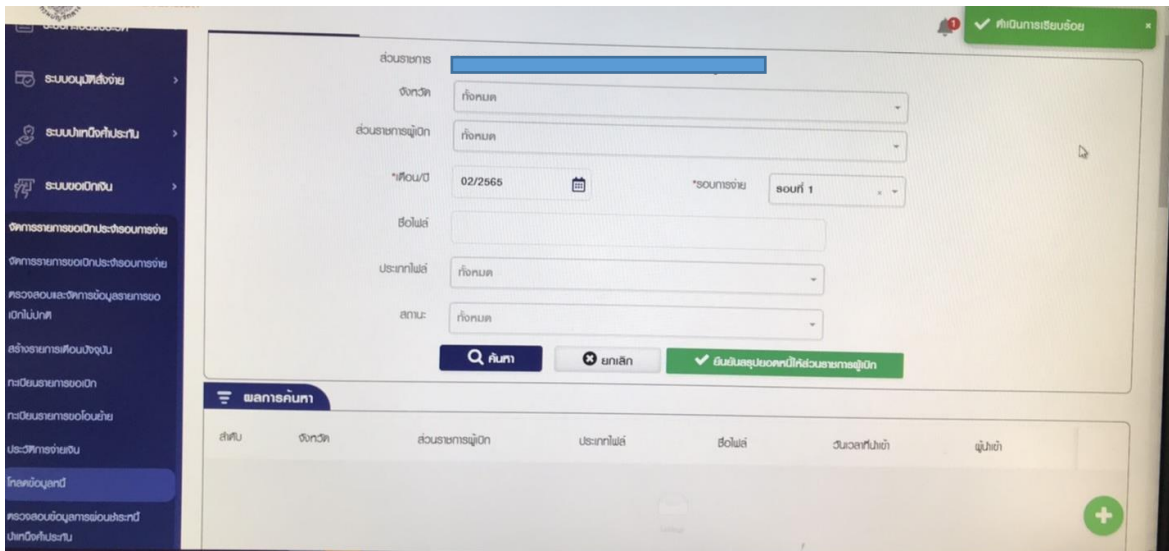 1
✓ ดำเนินการเรียบร้อย ×
ระบบอนุมัติสั่งจ่าย
ส่วนราชการ
จังหวัด ทั้งหมด
ระบบบำเหน็จค้ำประกัน
ส่วนราชการผู้เบิก ทั้งหมด
ระบบขอเบิกเงิน
*เดือน/ปี 02/2565 *รอบการจ่าย รอบที่ 1 ×
จัดการรายการขอเบิกประจำรอบการจ่าย
ชื่อไฟล์
จัดการรายการขอเบิกประจำรอบการจ่าย
ประเภทไฟล์ ทั้งหมด
ตรวจสอบและจัดการข้อมูลรายการขอ
เบิกไม่ปกติ
สถานะ ทั้งหมด
สร้างรายการเดือนปัจจุบัน
ค้นหา ยกเลิก ✓ ยืนยันสรุปยอดหนี้ให้ส่วนราชการผู้เบิก
ทะเบียนรายการขอเบิก
ผลการค้นหา
ทะเบียนรายการขอโอนย้าย
ลำดับ จังหวัด ส่วนราชการผู้เบิก ประเภทไฟล์ ชื่อไฟล์ วันเวลาที่นำเข้า ผู้นำเข้า
ประวัติการจ่ายเงิน
โหลดข้อมูลหนี้
ตรวจสอบข้อมูลการผ่อนชำระหนี้
บำเหน็จค้ำประกัน
+